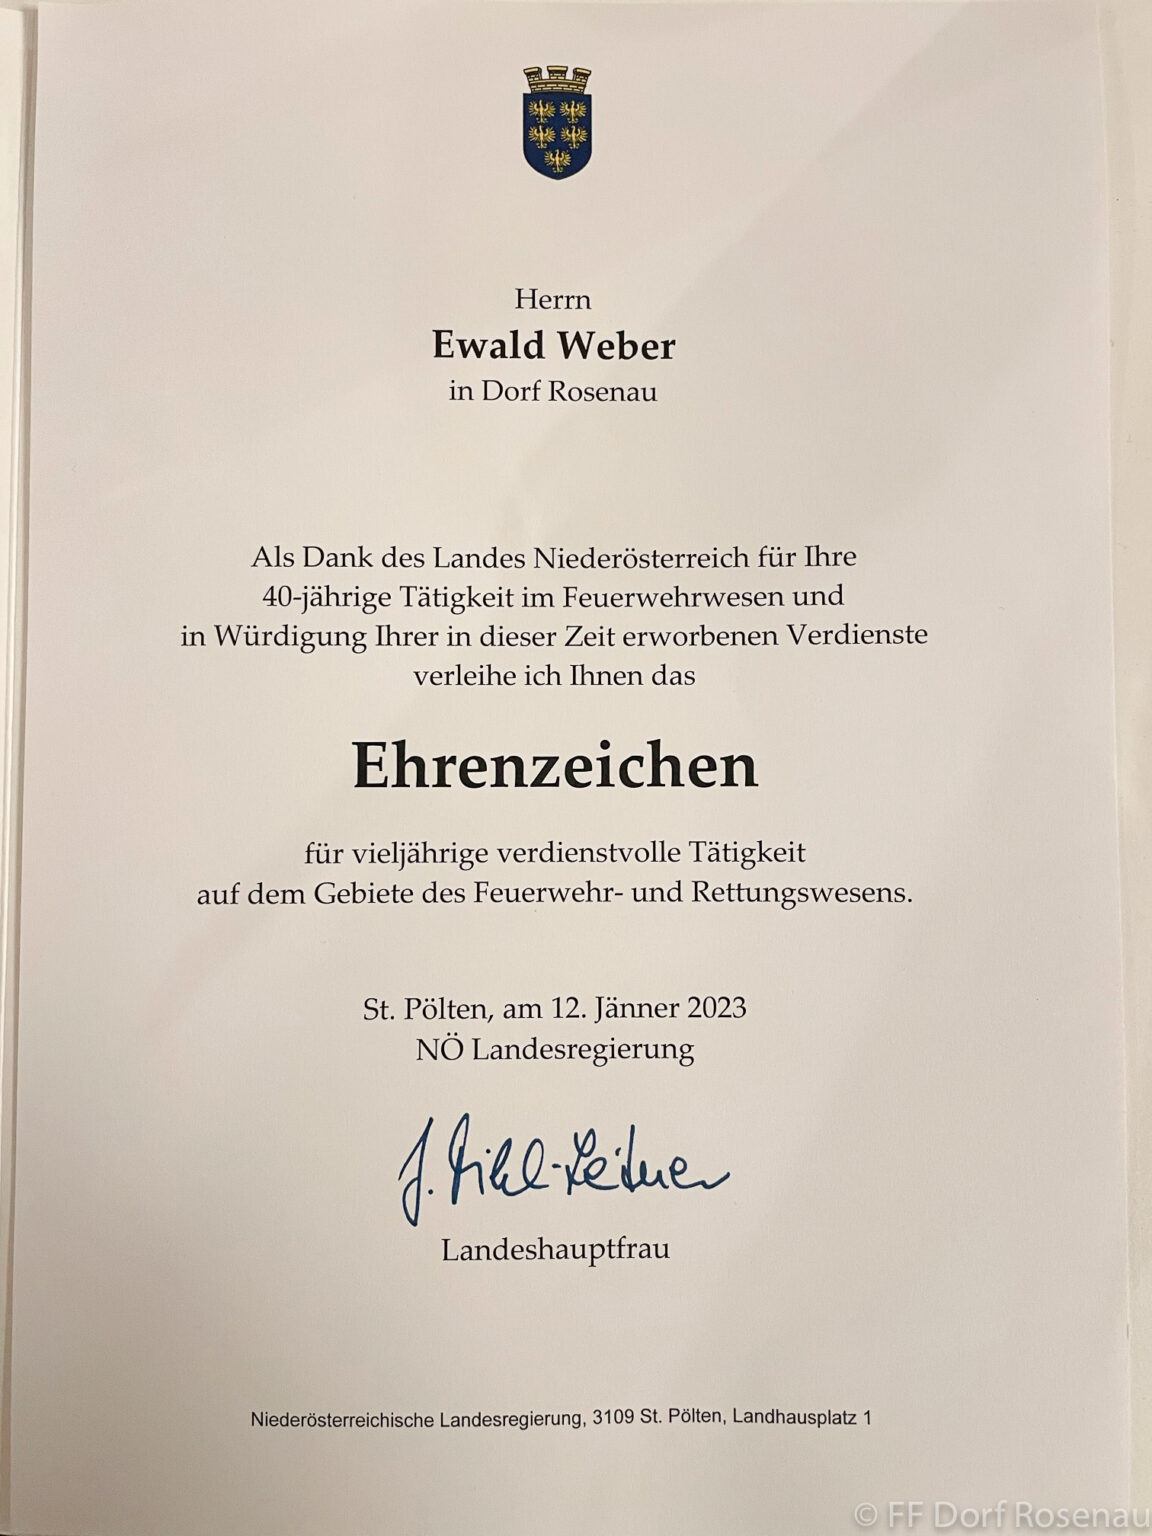 Herrn
Ewald Weber
in Dorf Rosenau
Als Dank des Landes Niederösterreich für Ihre
40-jährige Tätigkeit im Feuerwehrwesen und
in Würdigung Ihrer in dieser Zeit erworbenen Verdienste
verleihe ich Ihnen das
Ehrenzeichen
für vieljährige verdienstvolle Tätigkeit
auf dem Gebiete des Feuerwehr- und Rettungswesens.
St. Pölten, am 12. Jänner 2023
NÖ Landesregierung
J. Mikl-Leitner
Landeshauptfrau
Niederösterreichische Landesregierung, 3109 St. Pölten, Landhausplatz 1
© FF Dorf Rosenau